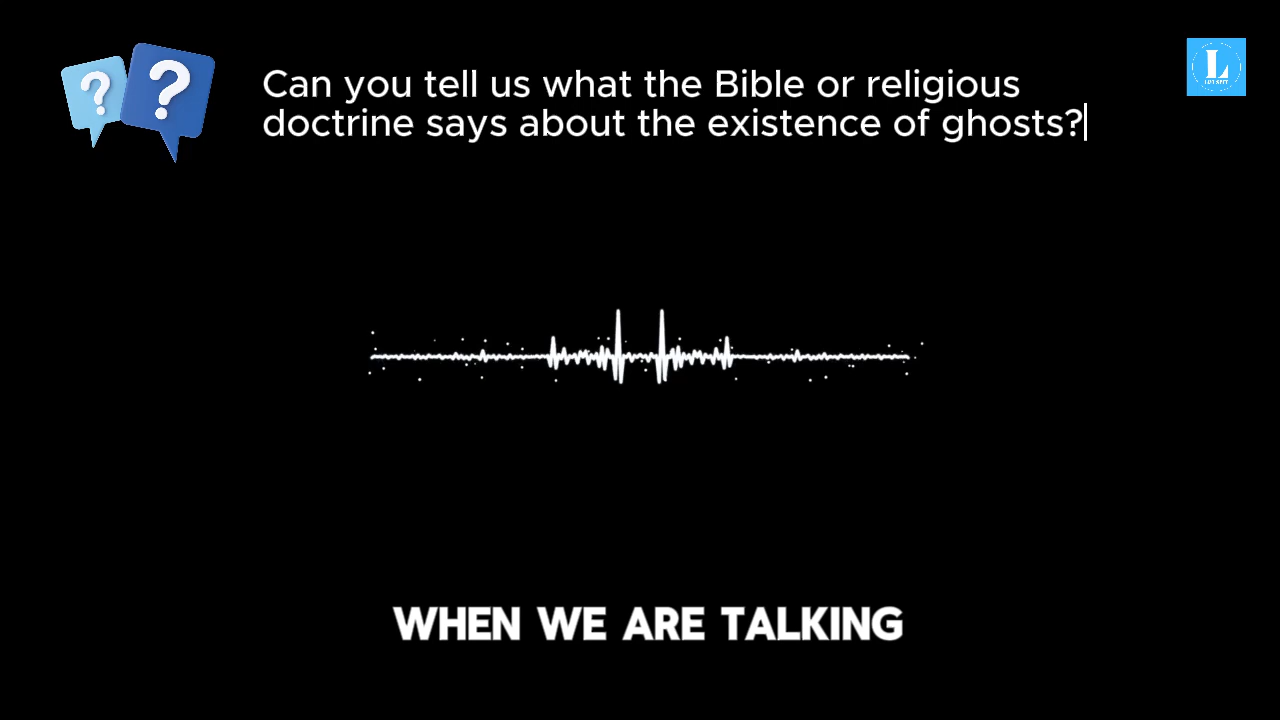 Can you tell us what the Bible or religious
doctrine says about the existence of ghosts?
L
WHEN WE ARE TALKING